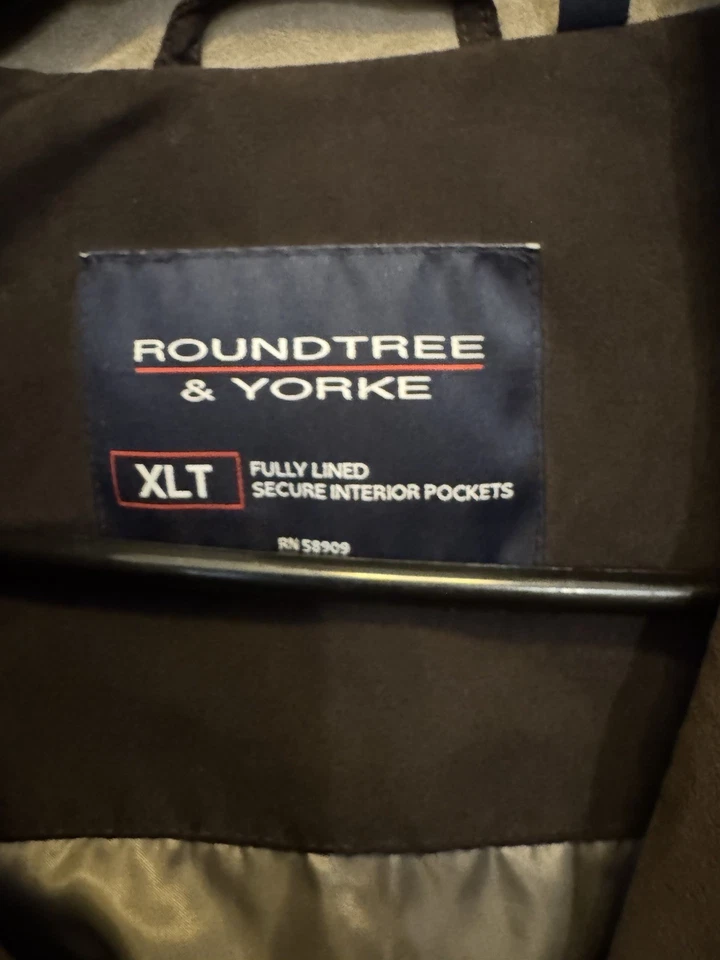 ROUNDTREE
& YORKE
XLT
FULLY LINED
SECURE INTERIOR POCKETS
RN 58909